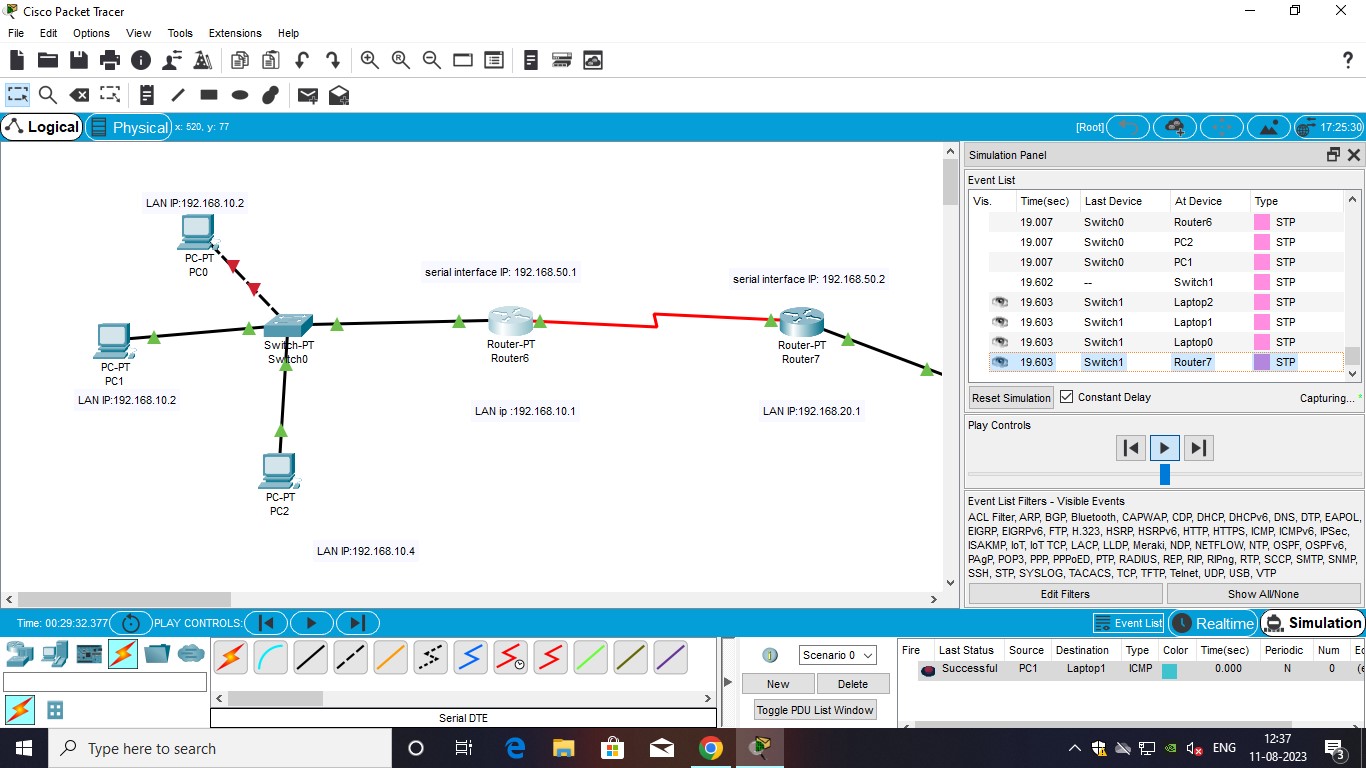 Cisco Packet Tracer
File Edit Options View Tools Extensions Help
Logical Physical x: 520, y: 77 [Root] 17:25:30
LAN IP:192.168.10.2
PC-PT
PC0
serial interface IP: 192.168.50.1
serial interface IP: 192.168.50.2
Switch-PT
Switch0
Router-PT
Router6
Router-PT
Router7
PC-PT
PC1
LAN IP:192.168.10.2
LAN ip :192.168.10.1
LAN IP:192.168.20.1
PC-PT
PC2
LAN IP:192.168.10.4
Simulation Panel
Event List
Vis. Time(sec) Last Device At Device Type
19.007 Switch0 Router6 STP
19.007 Switch0 PC2 STP
19.007 Switch0 PC1 STP
19.602 -- Switch1 STP
19.603 Switch1 Laptop2 STP
19.603 Switch1 Laptop1 STP
19.603 Switch1 Laptop0 STP
19.603 Switch1 Router7 STP
Reset Simulation Constant Delay Capturing... *
Play Controls
Event List Filters - Visible Events
ACL Filter, ARP, BGP, Bluetooth, CAPWAP, CDP, DHCP, DHCPv6, DNS, DTP, EAPOL,
EIGRP, EIGRPv6, FTP, H.323, HSRP, HSRPv6, HTTP, HTTPS, ICMP, ICMPv6, IPSec,
ISAKMP, IoT, IoT TCP, LACP, LLDP, Meraki, NDP, NETFLOW, NTP, OSPF, OSPFv6,
PAgP, POP3, PPP, PPPoED, PTP, RADIUS, REP, RIP, RIPng, RTP, SCCP, SMTP, SNMP,
SSH, STP, SYSLOG, TACACS, TCP, TFTP, Telnet, UDP, USB, VTP
Edit Filters Show All/None
Time: 00:29:32.377 PLAY CONTROLS: Event List Realtime Simulation
Scenario 0
New Delete
Toggle PDU List Window
Fire Last Status Source Destination Type Color Time(sec) Periodic Num Ec
Successful PC1 Laptop1 ICMP 0.000 N 0 (e
Serial DTE
Type here to search
ENG
12:37
11-08-2023
3